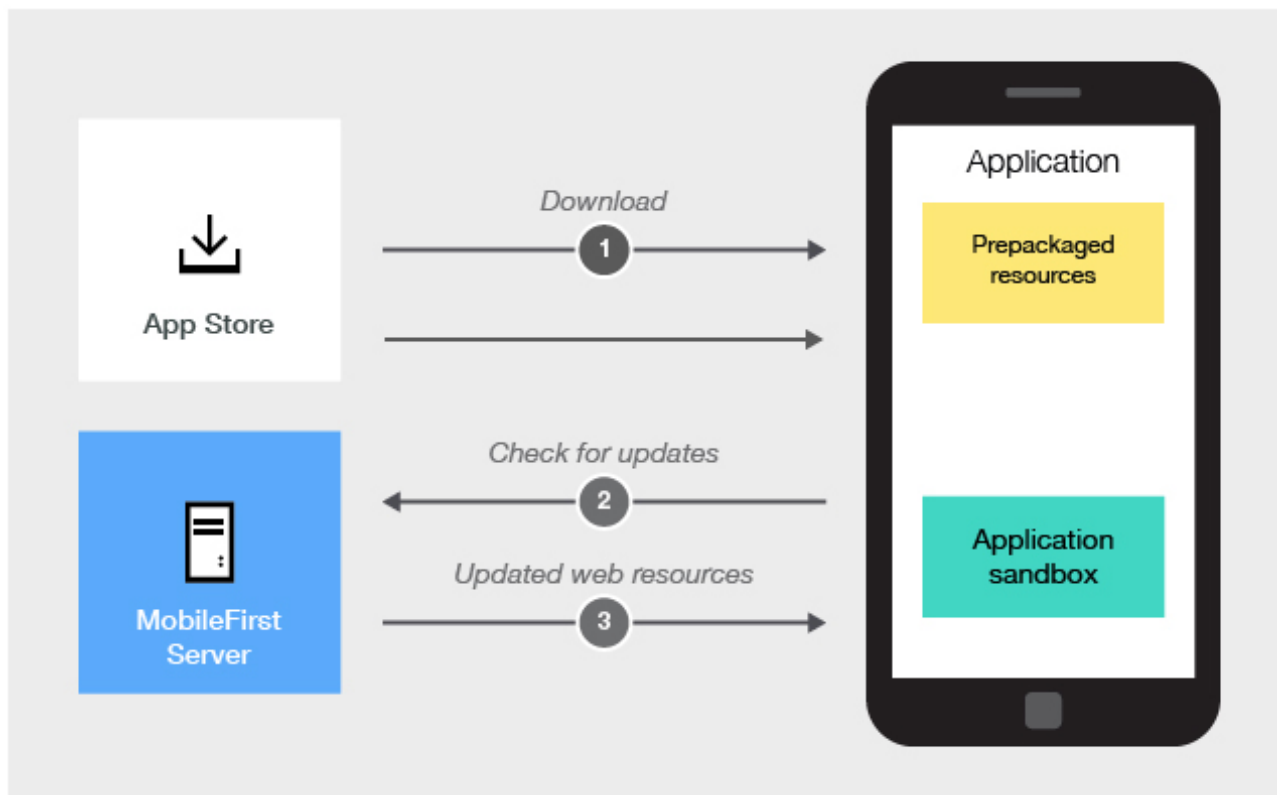 Application
Download
1
Prepackaged
resources
App Store
Check for updates
2
Application
sandbox
Updated web resources
3
MobileFirst
Server